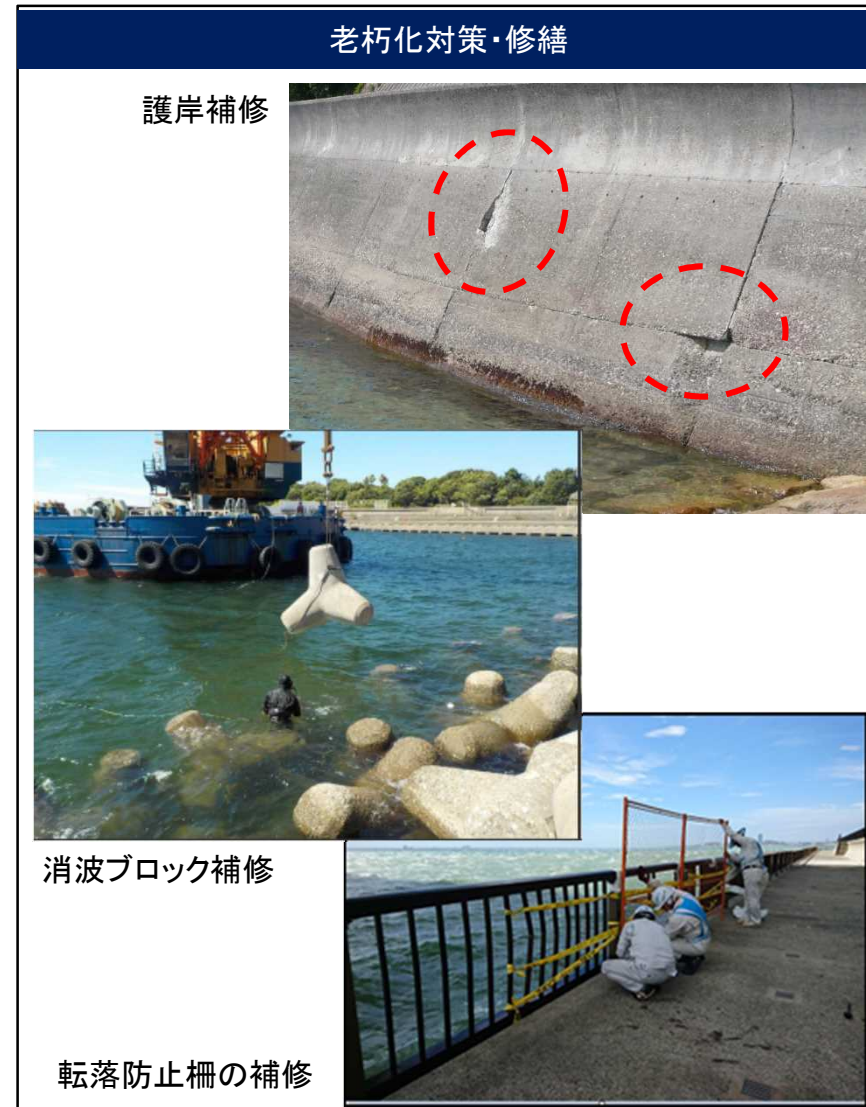 老朽化対策・修繕
護岸補修
消波ブロック補修
転落防止柵の補修